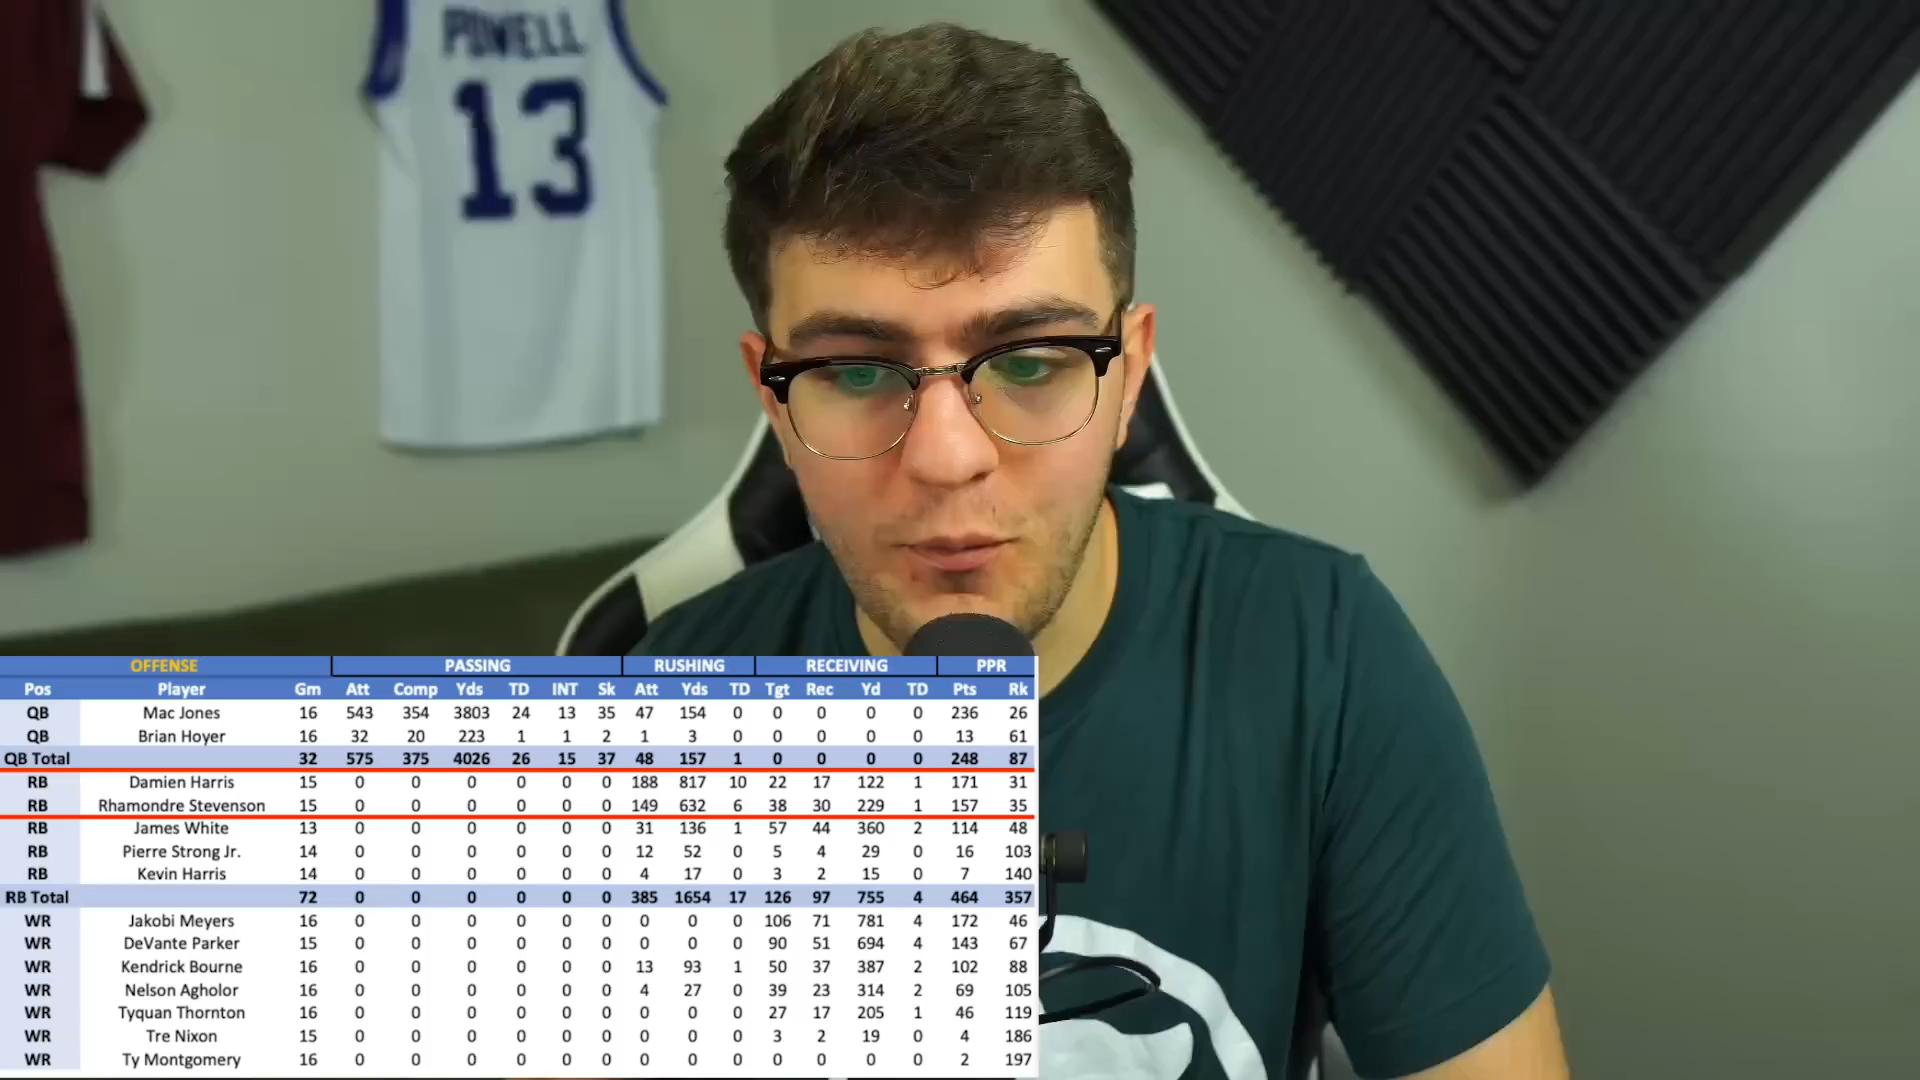 POWELL
13
OFFENSE PASSING RUSHING RECEIVING PPR
Pos Player Gm Att Comp Yds TD INT Sk Att Yds TD Tgt Rec Yd TD Pts Rk
QB Mac Jones 16 543 354 3803 24 13 35 47 154 0 0 0 0 0 236 26
QB Brian Hoyer 16 32 20 223 1 1 2 1 3 0 0 0 0 0 13 61
QB Total 32 575 375 4026 26 15 37 48 157 1 0 0 0 0 248 87
RB Damien Harris 15 0 0 0 0 0 0 188 817 10 22 17 122 1 171 31
RB Rhamondre Stevenson 15 0 0 0 0 0 0 149 632 6 38 30 229 1 157 35
RB James White 13 0 0 0 0 0 0 31 136 1 57 44 360 2 114 48
RB Pierre Strong Jr. 14 0 0 0 0 0 0 12 52 0 5 4 29 0 16 103
RB Kevin Harris 14 0 0 0 0 0 0 4 17 0 3 2 15 0 7 140
RB Total 72 0 0 0 0 0 0 385 1654 17 126 97 755 4 464 357
WR Jakobi Meyers 16 0 0 0 0 0 0 0 0 0 106 71 781 4 172 46
WR DeVante Parker 15 0 0 0 0 0 0 0 0 0 90 51 694 4 143 67
WR Kendrick Bourne 16 0 0 0 0 0 0 13 93 1 50 37 387 2 102 88
WR Nelson Agholor 16 0 0 0 0 0 0 4 27 0 39 23 314 2 69 105
WR Tyquan Thornton 16 0 0 0 0 0 0 0 0 0 27 17 205 1 46 119
WR Tre Nixon 15 0 0 0 0 0 0 0 0 0 3 2 19 0 4 186
WR Ty Montgomery 16 0 0 0 0 0 0 0 0 0 0 0 0 0 2 197